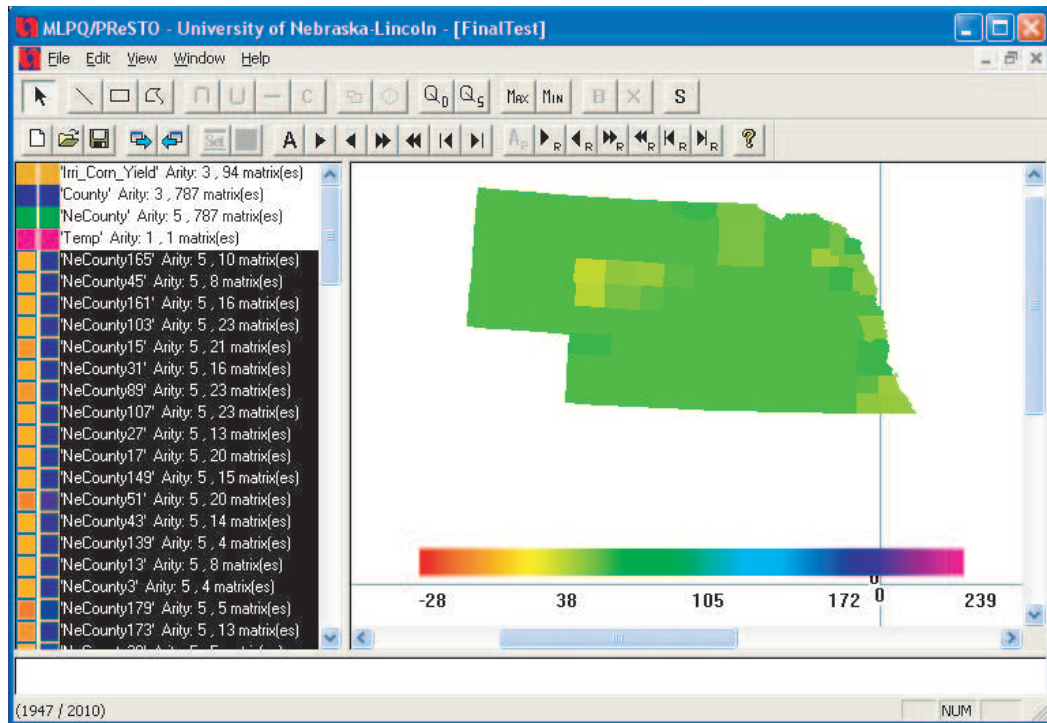 MLPQ/PReSTO - University of Nebraska-Lincoln - [FinalTest]
File Edit View Window Help
C Q_D Q_S MAX MIN B X S
Set A A_R R R R R R R ?
'Irri_Corn_Yield' Arity: 3 , 94 matrix(es)
'County' Arity: 3 , 787 matrix(es)
'NeCounty' Arity: 5 , 787 matrix(es)
'Temp' Arity: 1 , 1 matrix(es)
'NeCounty165' Arity: 5 , 10 matrix(es)
'NeCounty45' Arity: 5 , 8 matrix(es)
'NeCounty161' Arity: 5 , 16 matrix(es)
'NeCounty103' Arity: 5 , 23 matrix(es)
'NeCounty15' Arity: 5 , 21 matrix(es)
'NeCounty31' Arity: 5 , 16 matrix(es)
'NeCounty89' Arity: 5 , 23 matrix(es)
'NeCounty107' Arity: 5 , 23 matrix(es)
'NeCounty27' Arity: 5 , 13 matrix(es)
'NeCounty17' Arity: 5 , 20 matrix(es)
'NeCounty149' Arity: 5 , 15 matrix(es)
'NeCounty51' Arity: 5 , 20 matrix(es)
'NeCounty43' Arity: 5 , 14 matrix(es)
'NeCounty139' Arity: 5 , 4 matrix(es)
'NeCounty13' Arity: 5 , 8 matrix(es)
'NeCounty3' Arity: 5 , 4 matrix(es)
'NeCounty179' Arity: 5 , 5 matrix(es)
'NeCounty173' Arity: 5 , 13 matrix(es)
0
-28 38 105 172 0 239
(1947 / 2010) NUM